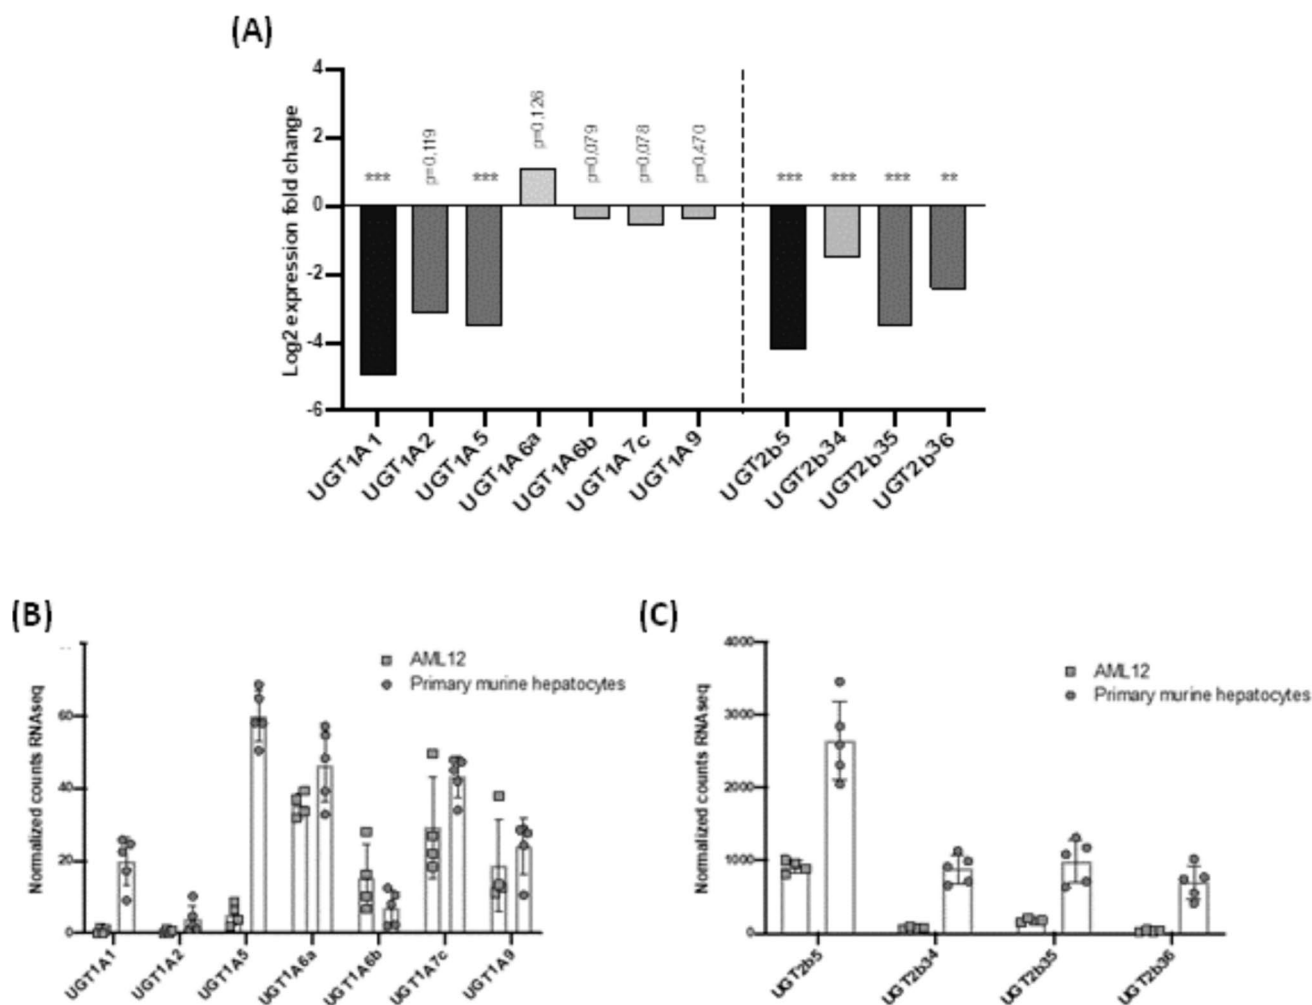 (A)
Log2 expression fold change
4
2
0
-2
-4
-6
***
p=0,119
***
p=0,126
p=0,079
p=0,078
p=0,470
***
***
***
**
UGT1A1
UGT1A2
UGT1A5
UGT1A6a
UGT1A6b
UGT1A7c
UGT1A9
UGT2b5
UGT2b34
UGT2b35
UGT2b36
(B)
Normalized counts RNAseq
60
40
20
0
AML12
Primary murine hepatocytes
UGT1A1
UGT1A2
UGT1A5
UGT1A6a
UGT1A6b
UGT1A7c
UGT1A9
(C)
Normalized counts RNAseq
4000
3000
2000
1000
0
AML12
Primary murine hepatocytes
UGT2b5
UGT2b34
UGT2b35
UGT2b36